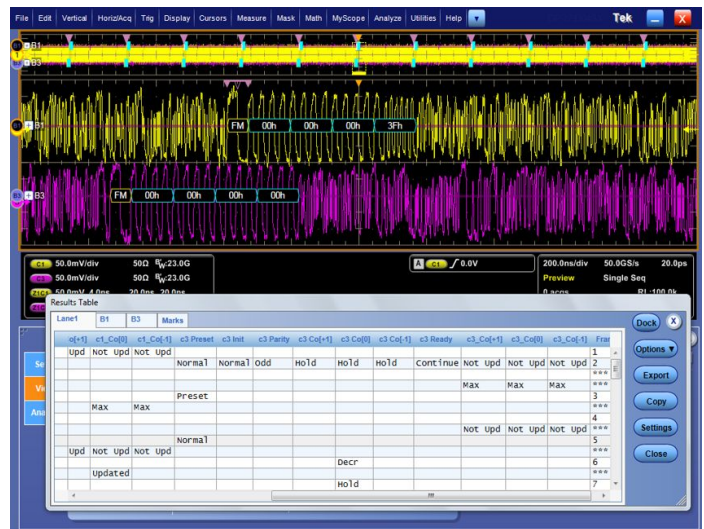 File Edit Vertical Horiz/Acq Trig Display Cursors Measure Mask Math MyScope Analyze Utilities Help Tek X
B1
B3
B1 FM 00h 00h 00h 3Fh
B3 FM 00h 00h 00h 00h
C1 50.0mV/div 50Ω BW:23.0G A C1 0.0V 200.0ns/div 50.0GS/s 20.0ps
50.0mV/div 50Ω BW:23.0G Preview Single Seq
Z1C1 50.0mV 4.0ns 20.0ns 20.0ns 0 acqs RL:100.0k
Results Table
Lane1 B1 B3 Marks Dock X
o[+1] c1_Co[0] c1_Co[-1] c3 Preset c3 Init c3 Parity c3 Co[+1] c3 Co[0] c3 Co[-1] c3 Ready c3_Co[+1] c3_Co[0] c3_Co[-1] Fra
Upd Not Upd Not Upd 1
Normal Normal Odd Hold Hold Hold Continue Not Upd Not Upd Not Upd 2
***
Max Max Max ***
Preset 3
Max Max ***
4
Not Upd Not Upd Not Upd ***
Normal 5
Upd Not Upd Not Upd ***
Decr 6
Updated ***
Hold 7
Options
Export
Copy
Settings
Close